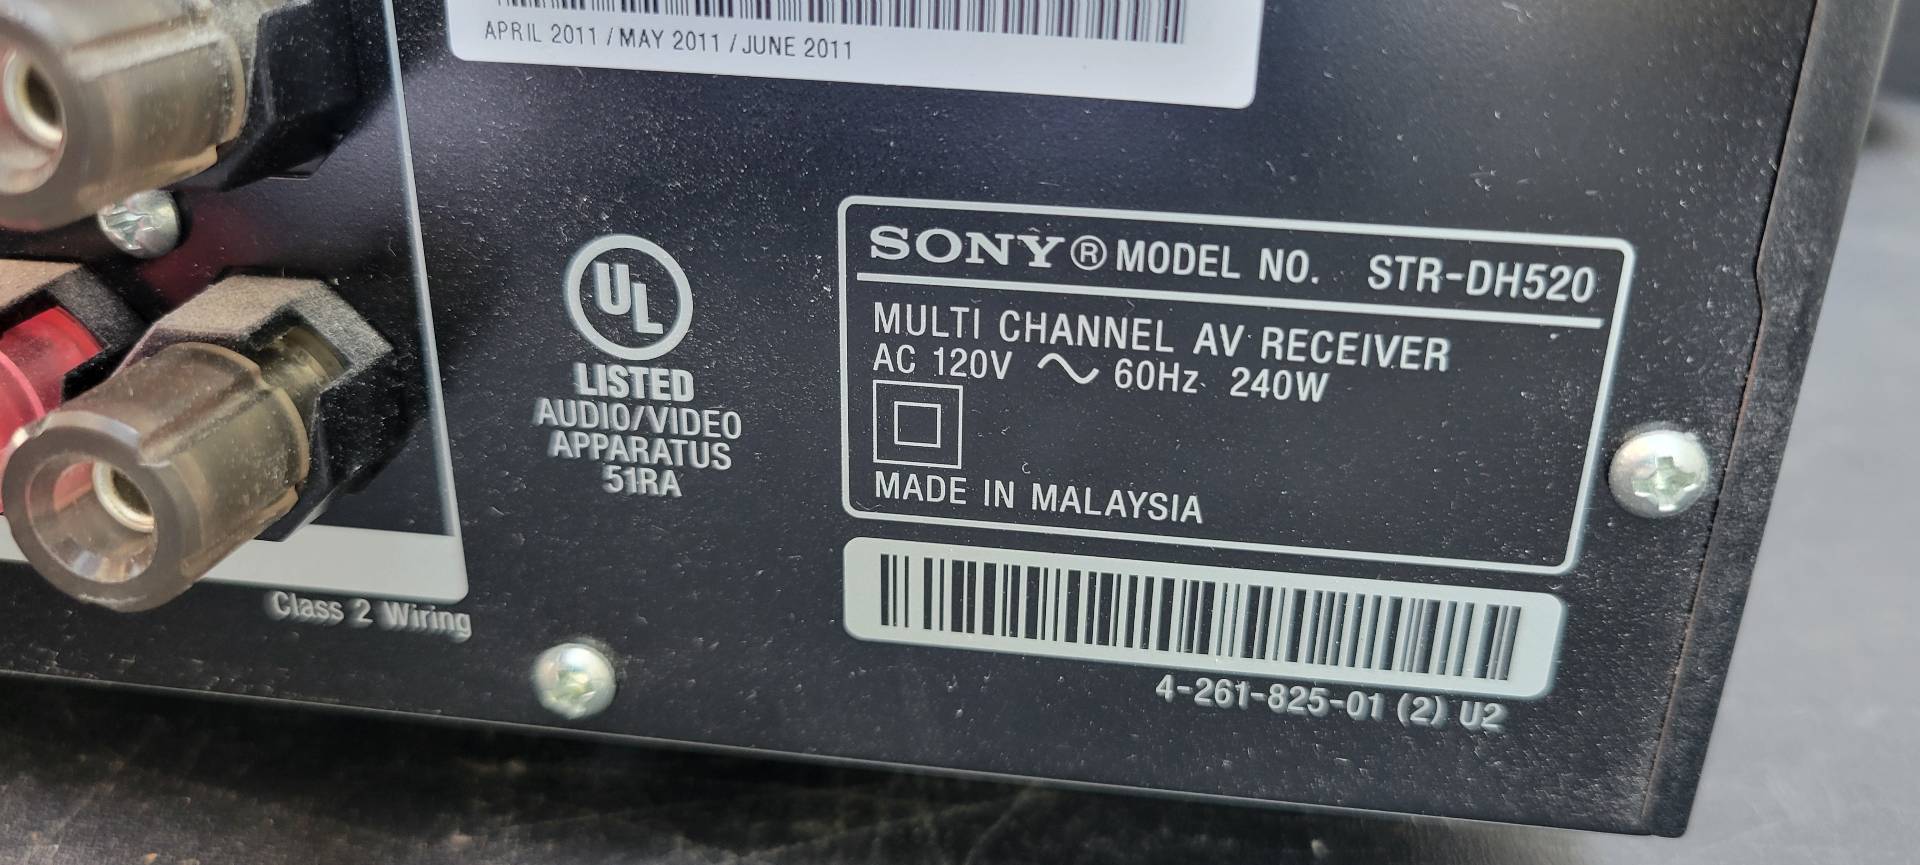 APRIL 2011 / MAY 2011 / JUNE 2011
UL
LISTED
AUDIO/VIDEO
APPARATUS
51RA
SONY® MODEL NO. STR-DH520
MULTI CHANNEL AV RECEIVER
AC 120V ~ 60Hz 240W
MADE IN MALAYSIA
4-261-825-01 (2) U2
Class 2 Wiring